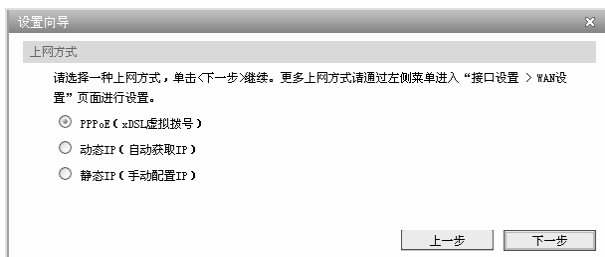 设置向导
上网方式
请选择一种上网方式，单击<下一步>继续。更多上网方式请通过左侧菜单进入“接口设置 > WAN设
置”页面进行设置。
PPPoE（xDSL虚拟拨号）
动态IP（自动获取IP）
静态IP（手动配置IP）
上一步
下一步